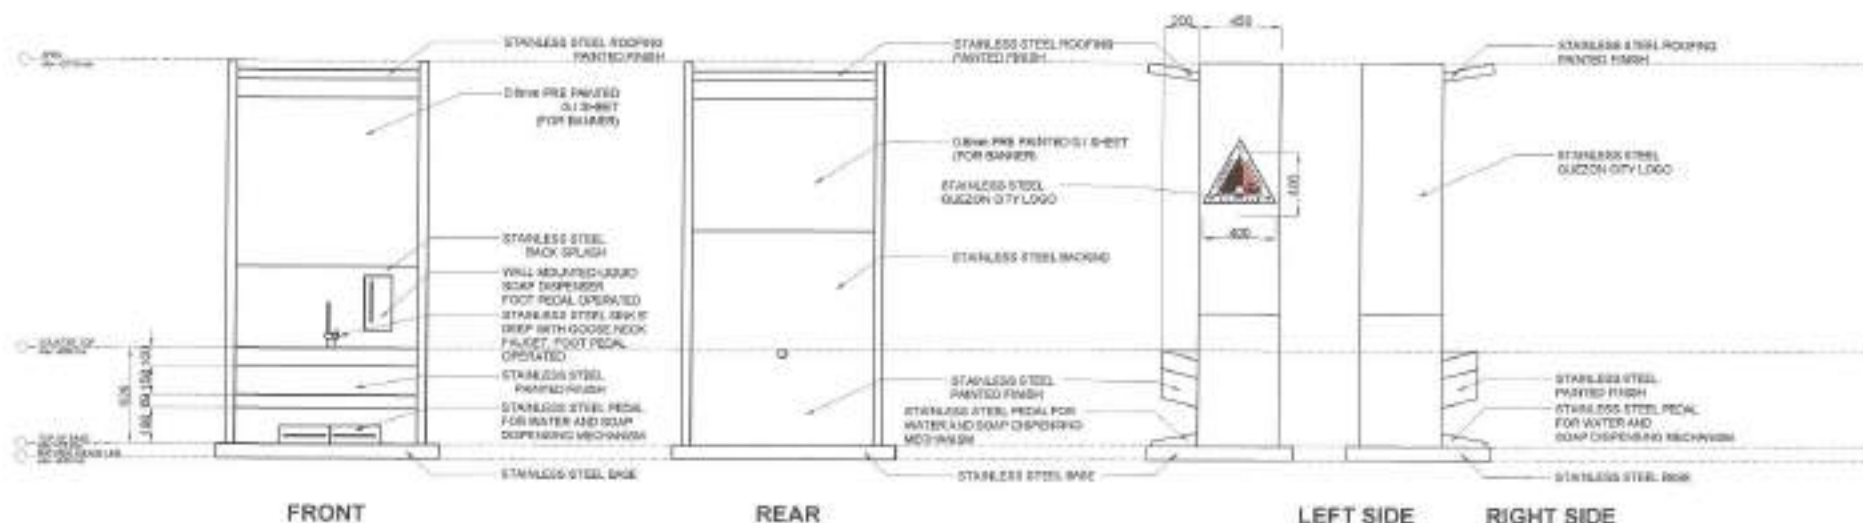 STAINLESS STEEL ROOFING
PAINTED FINISH
0.8mm PRE PAINTED
G.I SHEET
(FOR BANNER)
STAINLESS STEEL
BACK SPLASH
WALL MOUNTED LIQUID
SOAP DISPENSER
FOOT PEDAL OPERATED
STAINLESS STEEL SINK
DEEP WITH GOOSE NECK
FAUCET, FOOT PEDAL
OPERATED
STAINLESS STEEL
PAINTED FINISH
STAINLESS STEEL PEDAL
FOR WATER AND SOAP
DISPENSING MECHANISM
STAINLESS STEEL BASE
FRONT
STAINLESS STEEL ROOFING
PAINTED FINISH
0.8mm PRE PAINTED G.I SHEET
(FOR BANNER)
STAINLESS STEEL
QUEZON CITY LOGO
STAINLESS STEEL BACKING
STAINLESS STEEL
PAINTED FINISH
STAINLESS STEEL PEDAL FOR
WATER AND SOAP DISPENSING
MECHANISM
STAINLESS STEEL BASE
REAR
200 450
400
400
LEFT SIDE
STAINLESS STEEL ROOFING
PAINTED FINISH
STAINLESS STEEL
QUEZON CITY LOGO
STAINLESS STEEL
PAINTED FINISH
STAINLESS STEEL PEDAL
FOR WATER AND
SOAP DISPENSING MECHANISM
STAINLESS STEEL BASE
RIGHT SIDE